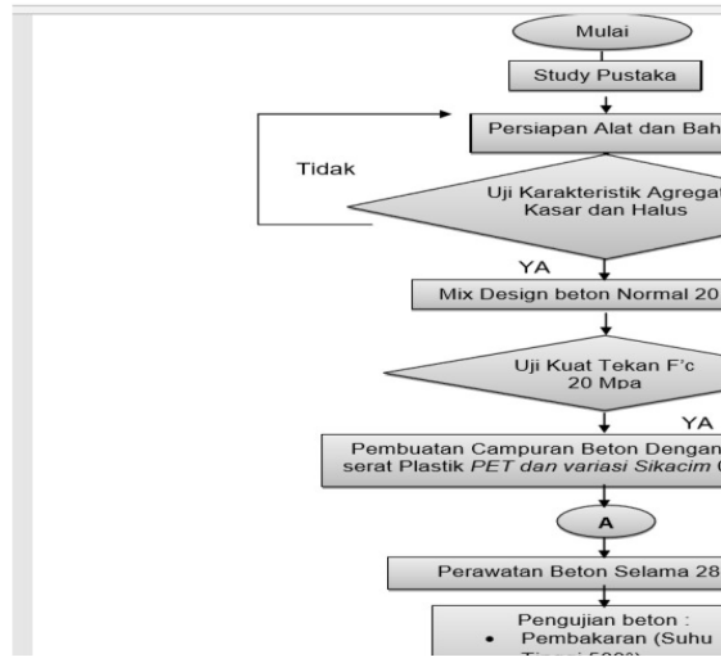 Mulai
Study Pustaka
Persiapan Alat dan Bah
Tidak
Uji Karakteristik Agregat
Kasar dan Halus
YA
Mix Design beton Normal 20
Uji Kuat Tekan F'c
20 Mpa
YA
Pembuatan Campuran Beton Dengan
serat Plastik PET dan variasi Sikacim
A
Perawatan Beton Selama 28
Pengujian beton :
• Pembakaran (Suhu
Tinggi 500°)